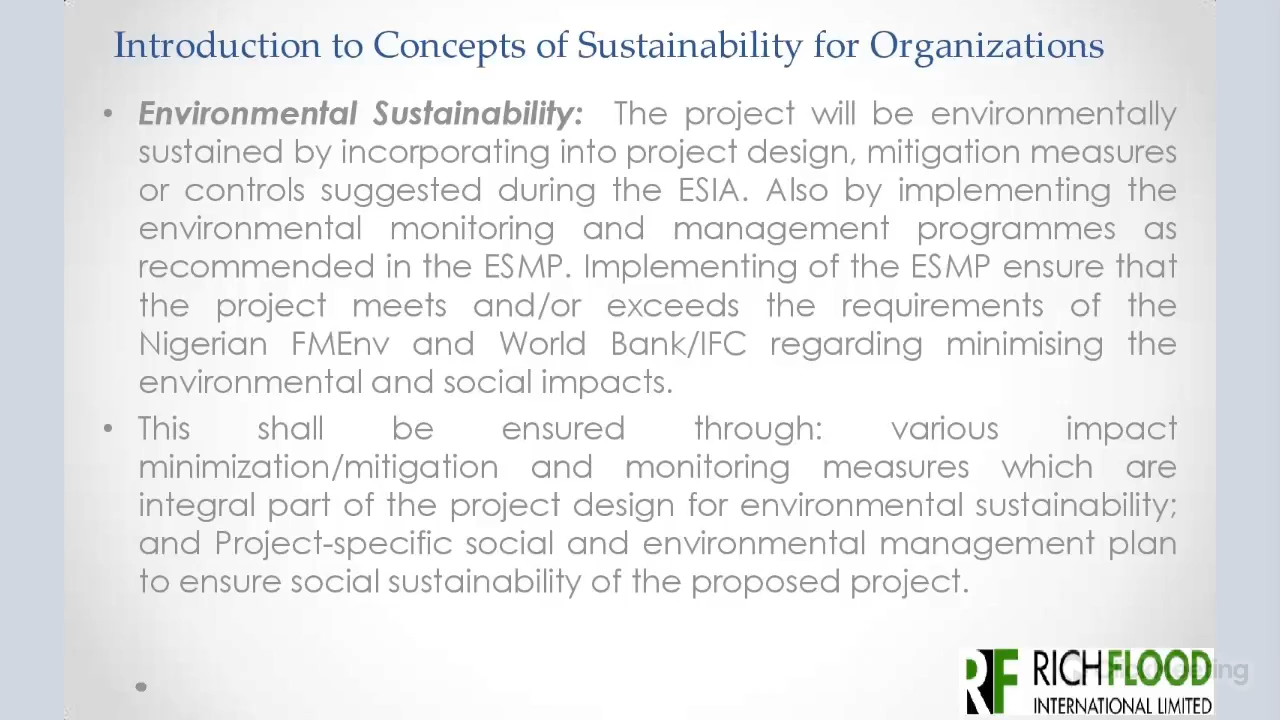 Introduction to Concepts of Sustainability for Organizations
• Environmental Sustainability: The project will be environmentally
sustained by incorporating into project design, mitigation measures
or controls suggested during the ESIA. Also by implementing the
environmental monitoring and management programmes as
recommended in the ESMP. Implementing of the ESMP ensure that
the project meets and/or exceeds the requirements of the
Nigerian FMEnv and World Bank/IFC regarding minimising the
environmental and social impacts.
• This shall be ensured through: various impact
minimization/mitigation and monitoring measures which are
integral part of the project design for environmental sustainability;
and Project-specific social and environmental management plan
to ensure social sustainability of the proposed project.
RF RICHFLOOD
INTERNATIONAL LIMITED